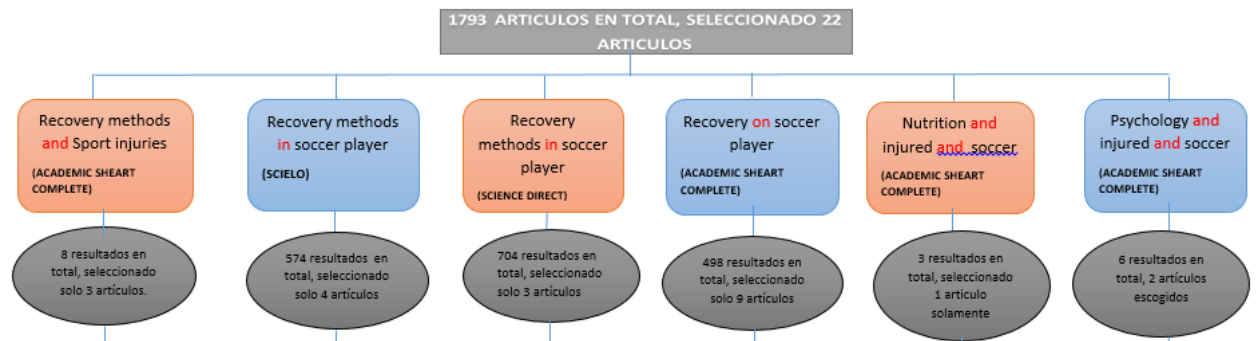 1793 ARTICULOS EN TOTAL, SELECCIONADO 22
ARTICULOS
Recovery methods
and Sport injuries
(ACADEMIC SHEART
COMPLETE)
Recovery methods
in soccer player
(SCIELO)
Recovery
methods in soccer
player
(SCIENCE DIRECT)
Recovery on soccer
player
(ACADEMIC SHEART
COMPLETE)
Nutrition and
injured and soccer
(ACADEMIC SHEART
COMPLETE)
Psychology and
injured and soccer
(ACADEMIC SHEART
COMPLETE)
8 resultados en
total, seleccionado
solo 3 artículos.
574 resultados en
total, seleccionado
solo 4 artículos
704 resultados en
total, seleccionado
solo 3 artículos
498 resultados en
total, seleccionado
solo 9 artículos
3 resultados en
total, seleccionado
1 articulo
solamente
6 resultados en
total, 2 artículos
escogidos